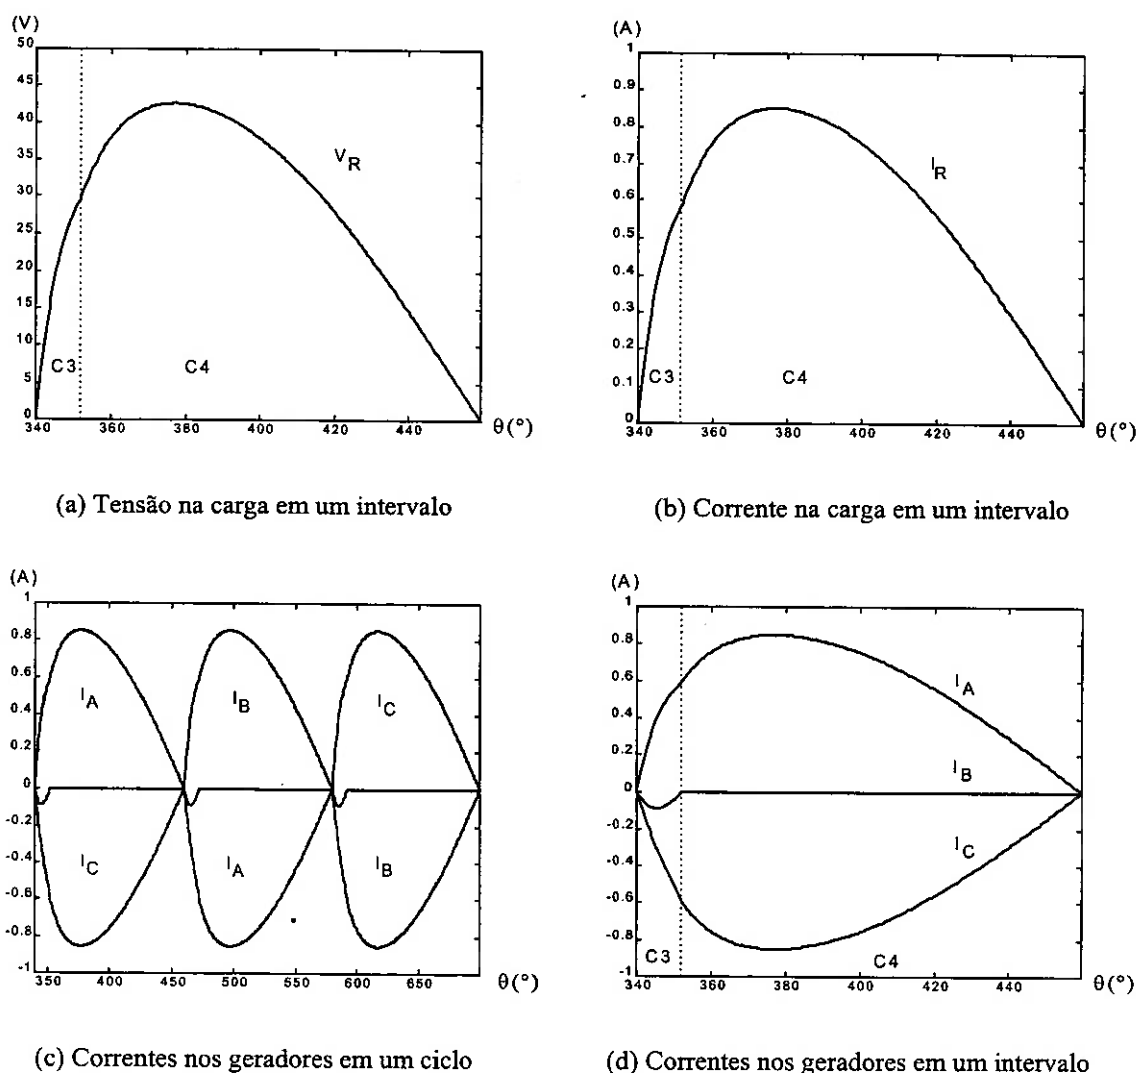 (V)
50
45
40
35
30
25
20
15
10
5
0
V_R
C3
C4
340
360
380
400
420
440
θ(°)
(a) Tensão na carga em um intervalo
(A)
1
0.9
0.8
0.7
0.6
0.5
0.4
0.3
0.2
0.1
0
I_R
C3
C4
340
360
380
400
420
440
θ(°)
(b) Corrente na carga em um intervalo
(A)
1
0.8
0.6
0.4
0.2
0
-0.2
-0.4
-0.6
-0.8
-1
I_A
I_B
I_C
I_C
I_A
I_B
350
400
450
500
550
600
650
θ(°)
(c) Correntes nos geradores em um ciclo
(A)
1
0.8
0.6
0.4
0.2
0
-0.2
-0.4
-0.6
-0.8
-1
I_A
I_B
I_C
C3
C4
340
360
380
400
420
440
θ(°)
(d) Correntes nos geradores em um intervalo